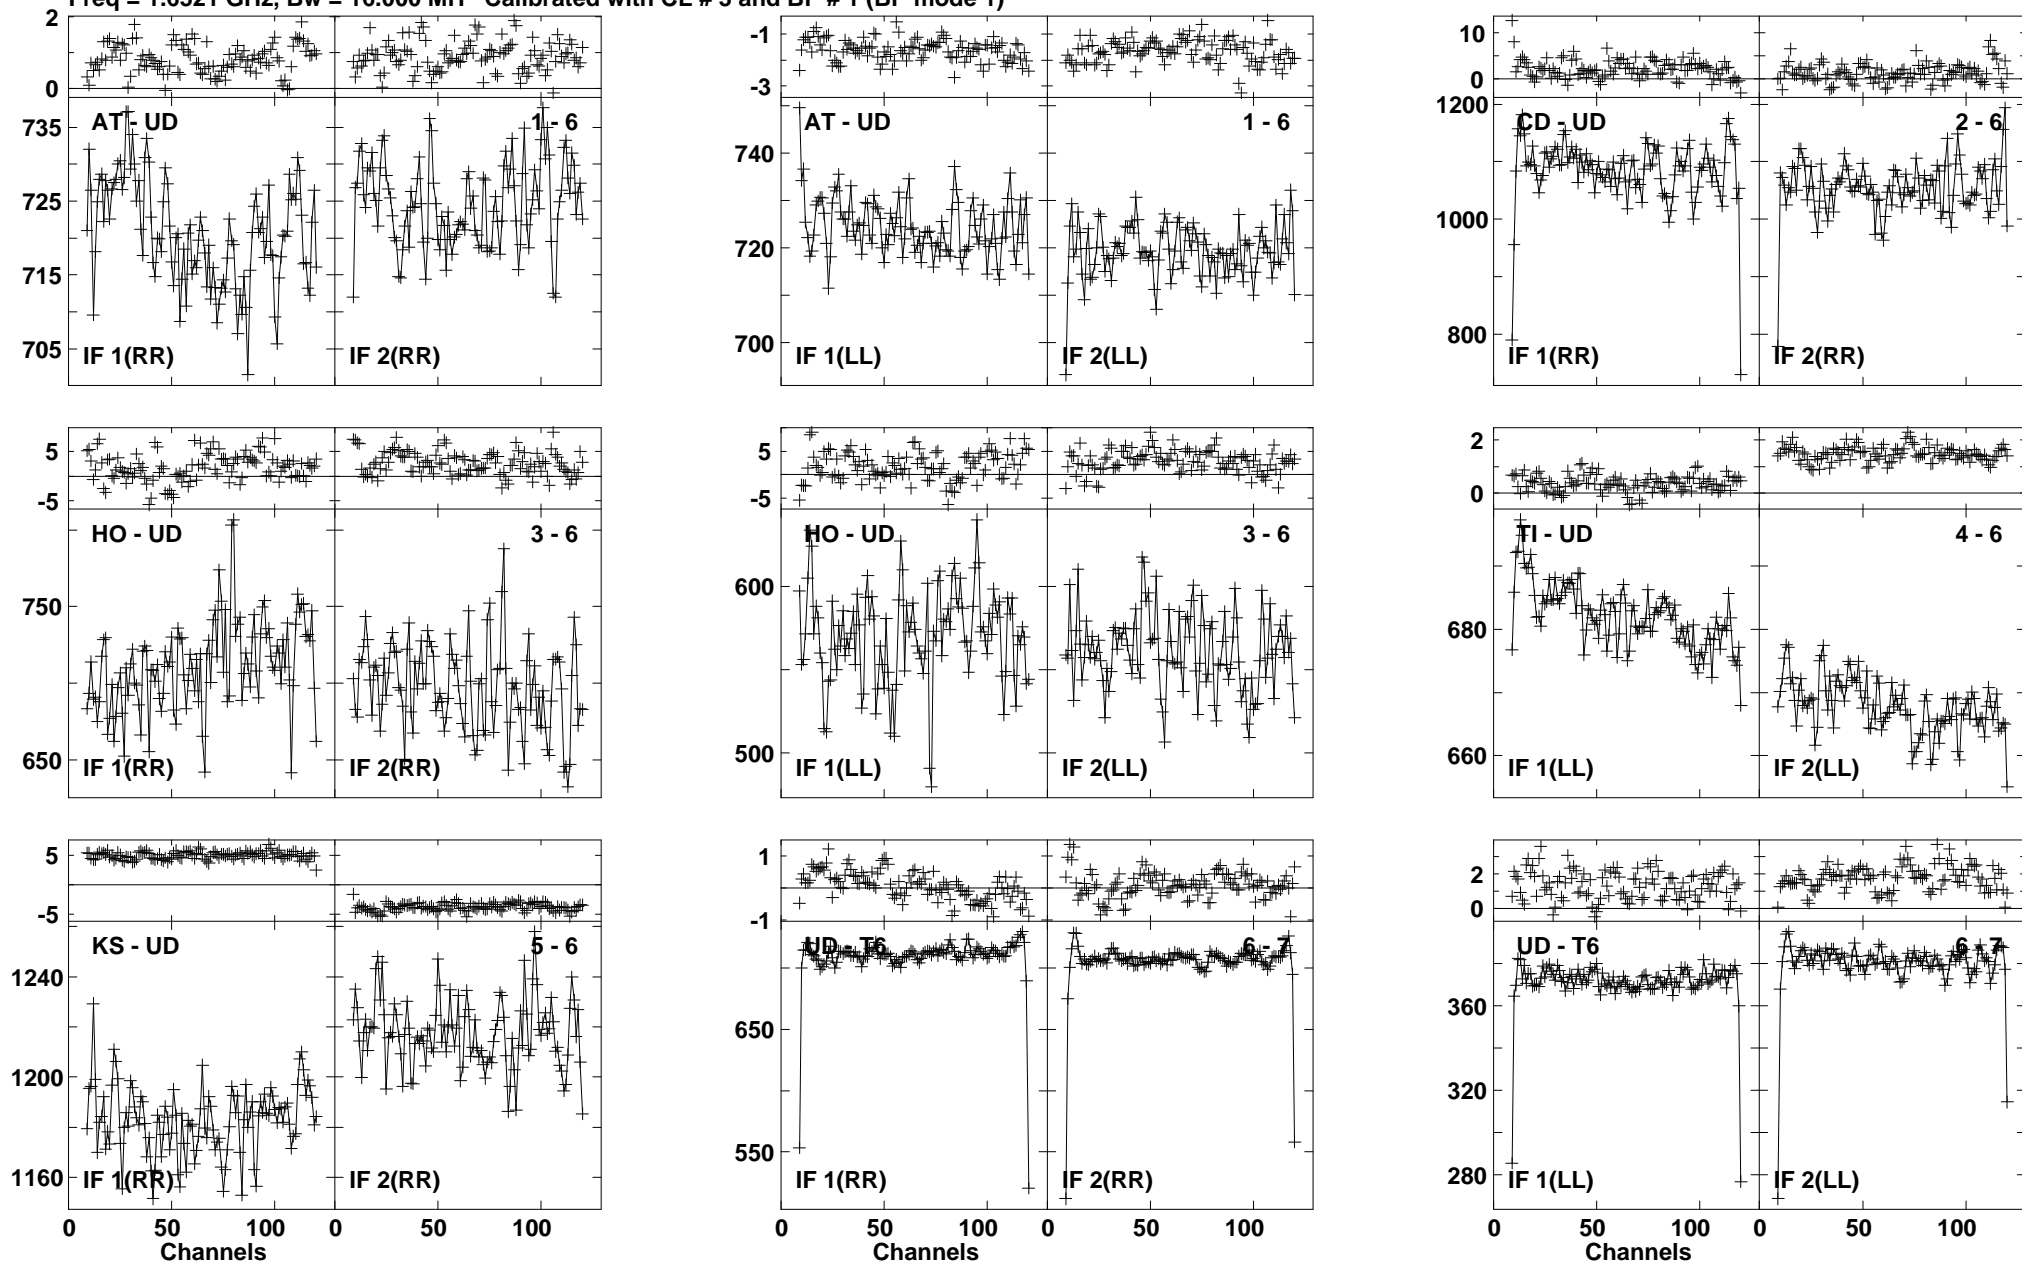 Freq = 1.6521 GHz, Bw = 16.000 MH Calibrated with CL # 3 and BP # 1 (BP mode 1)
2
0
735
725
715
705
AT - UD
1 - 6
IF 1(RR)
IF 2(RR)
-1
-3
740
720
700
AT - UD
1 - 6
IF 1(LL)
IF 2(LL)
10
0
1200
1000
800
CD - UD
2 - 6
IF 1(RR)
IF 2(RR)
5
-5
750
650
HO - UD
3 - 6
IF 1(RR)
IF 2(RR)
5
-5
600
500
HO - UD
3 - 6
IF 1(LL)
IF 2(LL)
2
0
680
660
TI - UD
4 - 6
IF 1(LL)
IF 2(LL)
5
-5
1240
1200
1160
KS - UD
5 - 6
IF 1(RR)
IF 2(RR)
0 50 100 0 50 100
Channels
1
-1
650
550
UD - T6
6 - 7
IF 1(RR)
IF 2(RR)
0 50 100 0 50 100
Channels
2
0
360
320
280
UD - T6
6 - 7
IF 1(LL)
IF 2(LL)
0 50 100 0 50 100
Channels